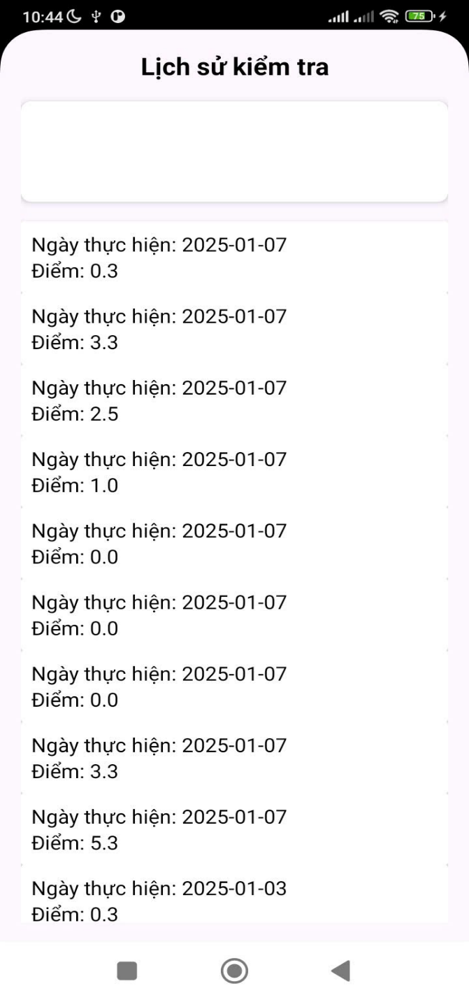 10:44
75
Lịch sử kiểm tra
Ngày thực hiện: 2025-01-07
Điểm: 0.3
Ngày thực hiện: 2025-01-07
Điểm: 3.3
Ngày thực hiện: 2025-01-07
Điểm: 2.5
Ngày thực hiện: 2025-01-07
Điểm: 1.0
Ngày thực hiện: 2025-01-07
Điểm: 0.0
Ngày thực hiện: 2025-01-07
Điểm: 0.0
Ngày thực hiện: 2025-01-07
Điểm: 0.0
Ngày thực hiện: 2025-01-07
Điểm: 3.3
Ngày thực hiện: 2025-01-07
Điểm: 5.3
Ngày thực hiện: 2025-01-03
Điểm: 0.3